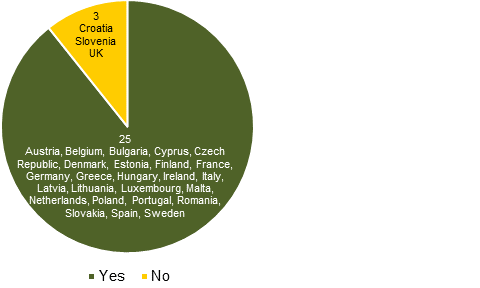 3
Croatia
Slovenia
UK
25
Austria, Belgium, Bulgaria, Cyprus, Czech
Republic, Denmark, Estonia, Finland, France,
Germany, Greece, Hungary, Ireland, Italy,
Latvia, Lithuania, Luxembourg, Malta,
Netherlands, Poland, Portugal, Romania,
Slovakia, Spain, Sweden
Yes No